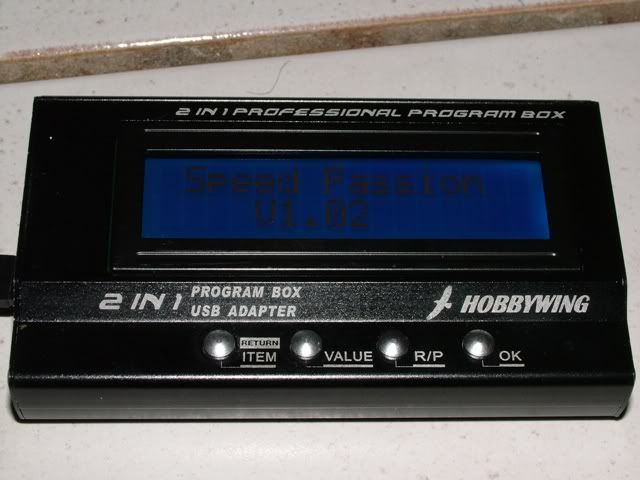 2 IN 1 PROFESSIONAL PROGRAM BOX
Speed Passion
V1.02
2 IN 1 PROGRAM BOX
USB ADAPTER
HOBBYWING
RETURN
ITEM VALUE R/P OK